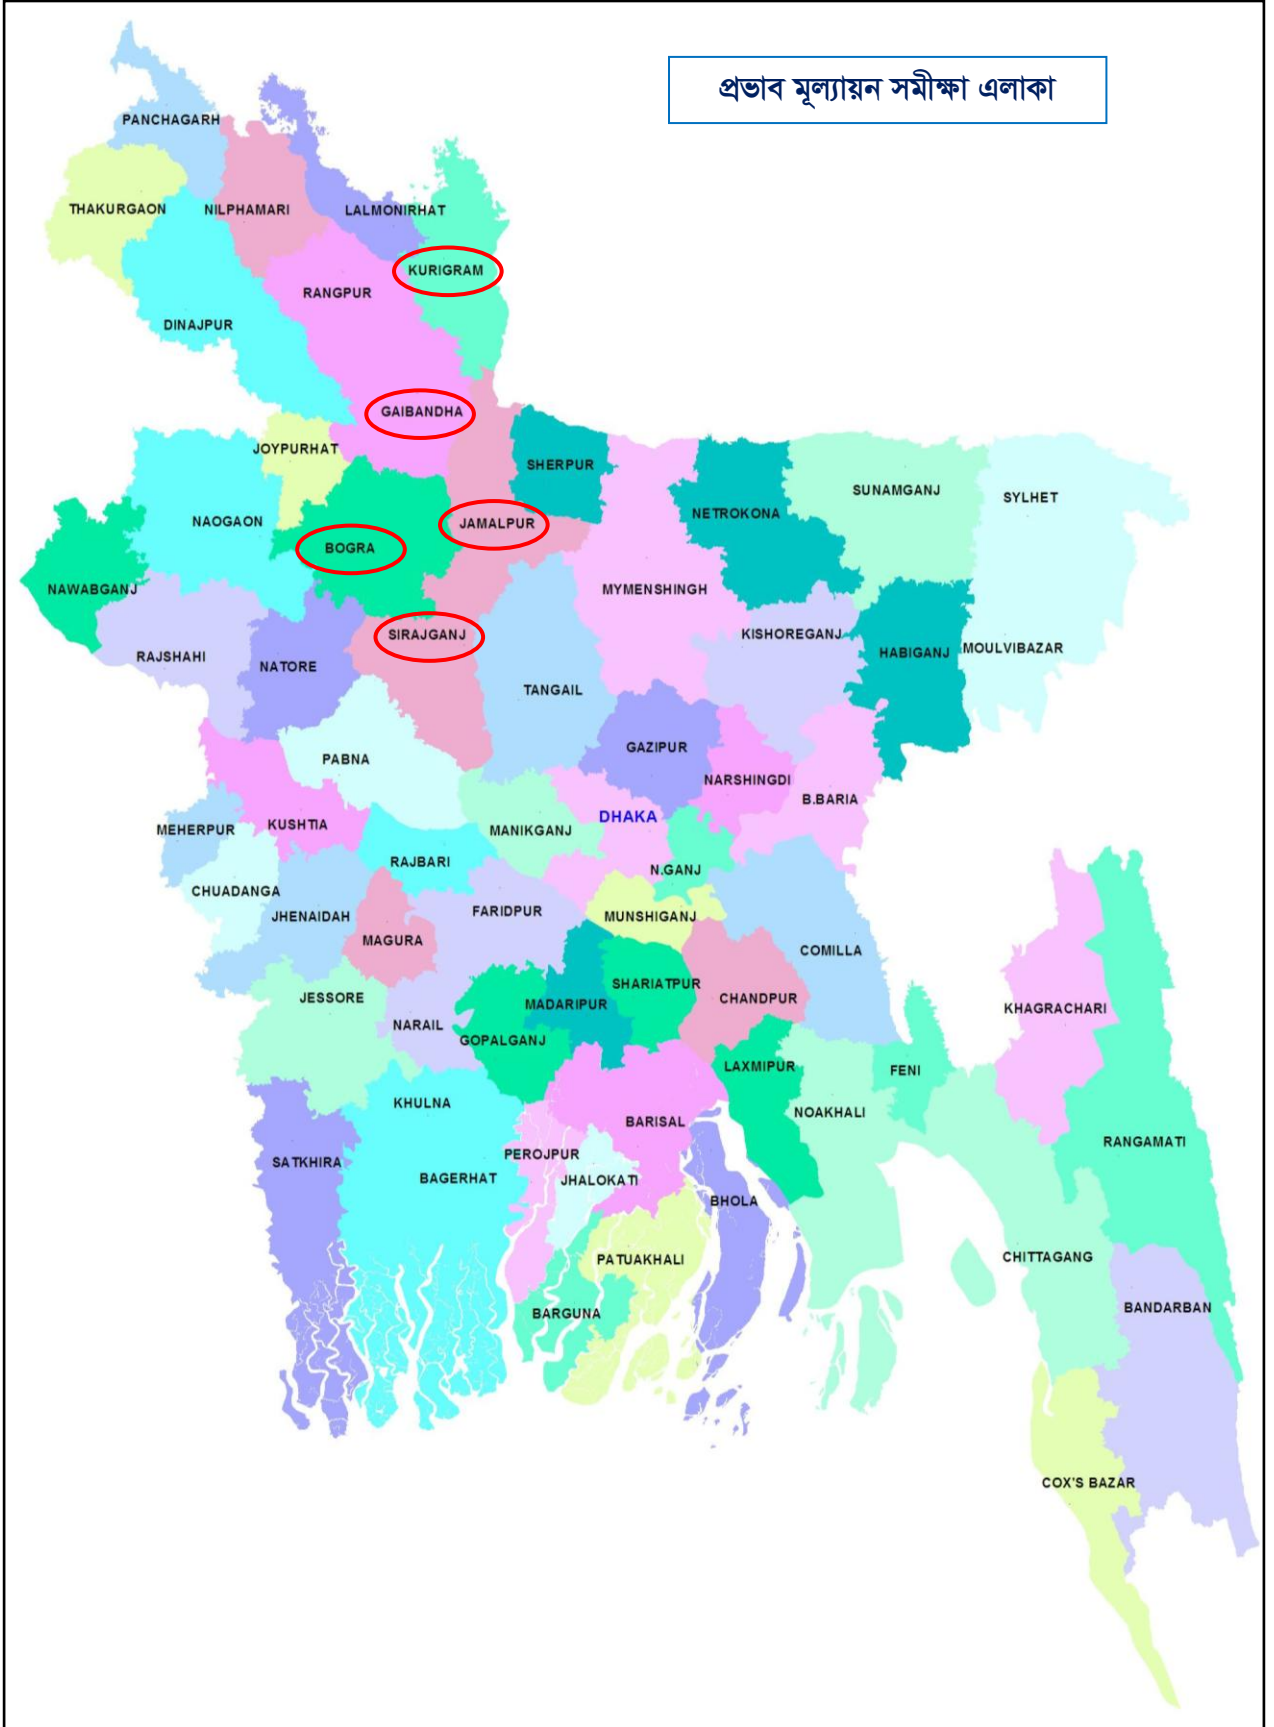 প্রভাব মূল্যায়ন সমীক্ষা এলাকা
PANCHAGARH
THAKURGAON
NILPHAMARI
LALMONIRHAT
KURIGRAM
RANGPUR
DINAJPUR
GAIBANDHA
JOYPURHAT
SHERPUR
SUNAMGANJ
SYLHET
NETROKONA
NAOGAON
JAMALPUR
BOGRA
NAWABGANJ
MYMENSHINGH
SIRAJGANJ
KISHOREGANJ
HABIGANJ
MOULVIBAZAR
RAJSHAHI
NATORE
TANGAIL
GAZIPUR
PABNA
NARSHINGDI
B.BARIA
DHAKA
MEHERPUR
KUSHTIA
MANIKGANJ
RAJBARI
N.GANJ
CHUADANGA
JHENAIDAH
FARIDPUR
MUNSHIGANJ
MAGURA
COMILLA
SHARIATPUR
JESSORE
MADARIPUR
CHANDPUR
KHAGRACHARI
NARAIL
GOPALGANJ
LAXMIPUR
FENI
KHULNA
NOAKHALI
BARISAL
RANGAMATI
PEROJPUR
SATKHIRA
BAGERHAT
JHALOKATI
BHOLA
PATUAKHALI
CHITTAGANG
BARGUNA
BANDARBAN
COX'S BAZAR